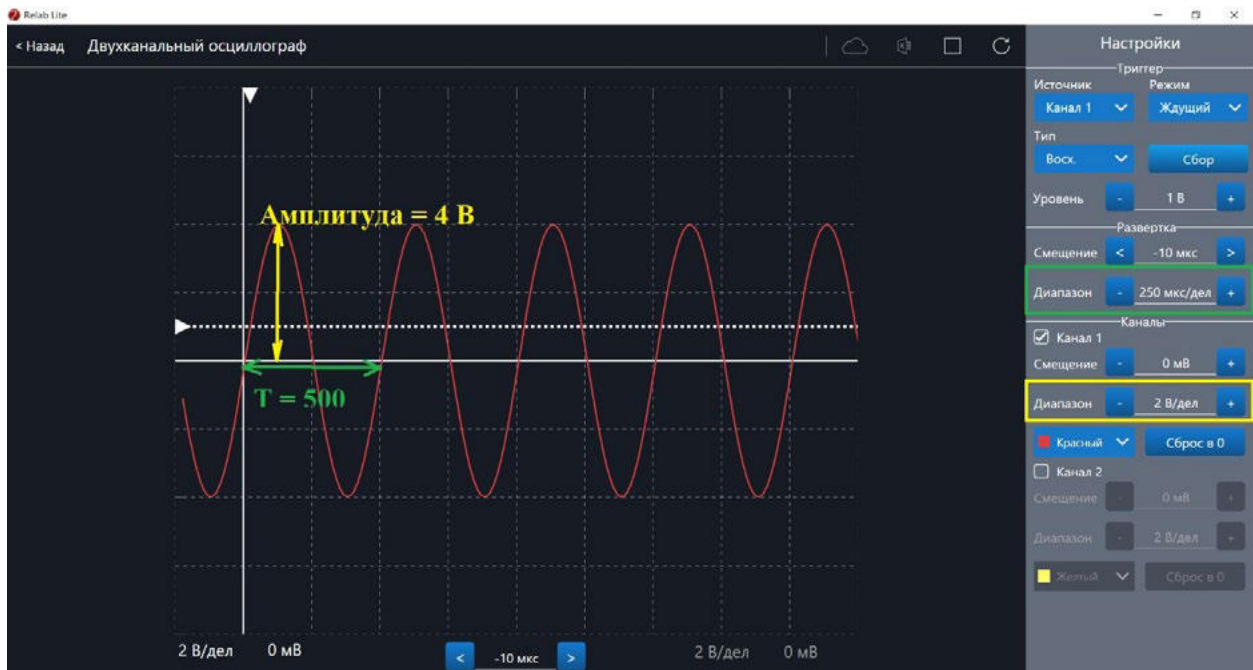 Relab Lite
< Назад Двухканальный осциллограф
Настройки
Триггер
Источник Режим
Канал 1 Ждущий
Тип
Восх. Сбор
Уровень - 1 В +
Развертка
Смещение < -10 мкс >
Диапазон - 250 мкс/дел +
Каналы
Канал 1
Смещение - 0 мВ +
Диапазон - 2 В/дел +
Красный Сброс в 0
Канал 2
Смещение - 0 мВ +
Диапазон - 2 В/дел +
Желтый Сброс в 0
Амплитуда = 4 В
T = 500
2 В/дел 0 мВ < -10 мкс > 2 В/дел 0 мВ